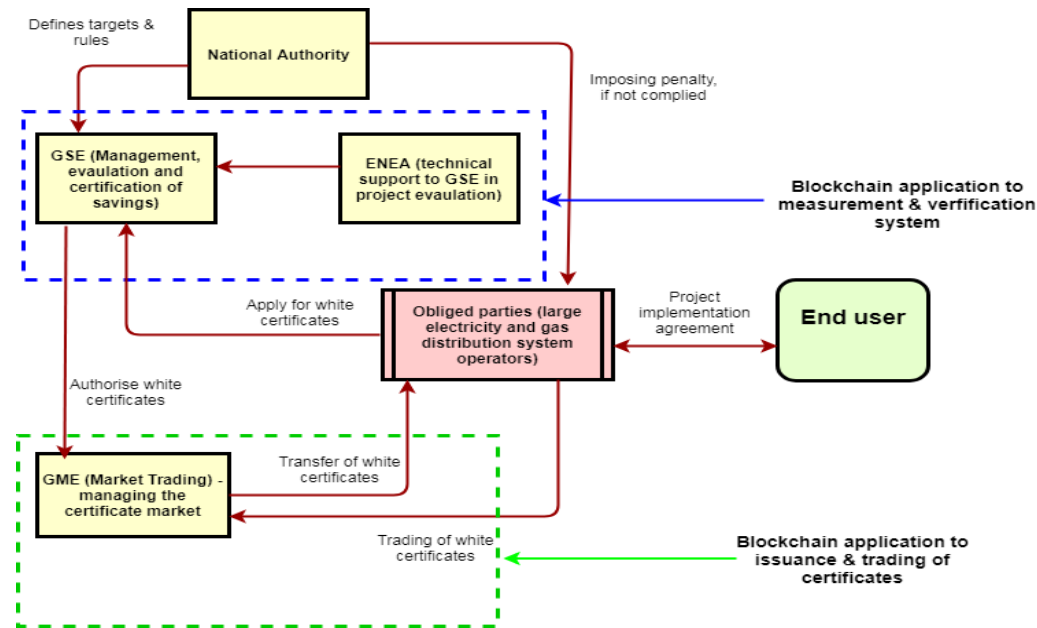 Defines targets &
rules
National Authority
Imposing penalty,
if not complied
GSE (Management,
evaulation and
certification of
savings)
ENEA (technical
support to GSE in
project evaulation)
Blockchain application to
measurement & verfification
system
Apply for white
certificates
Obliged parties (large
electricity and gas
distribution system
operators)
Project
implementation
agreement
End user
Authorise white
certificates
GME (Market Trading) -
managing the
certificate market
Transfer of white
certificates
Trading of white
certificates
Blockchain application to
issuance & trading of
certificates